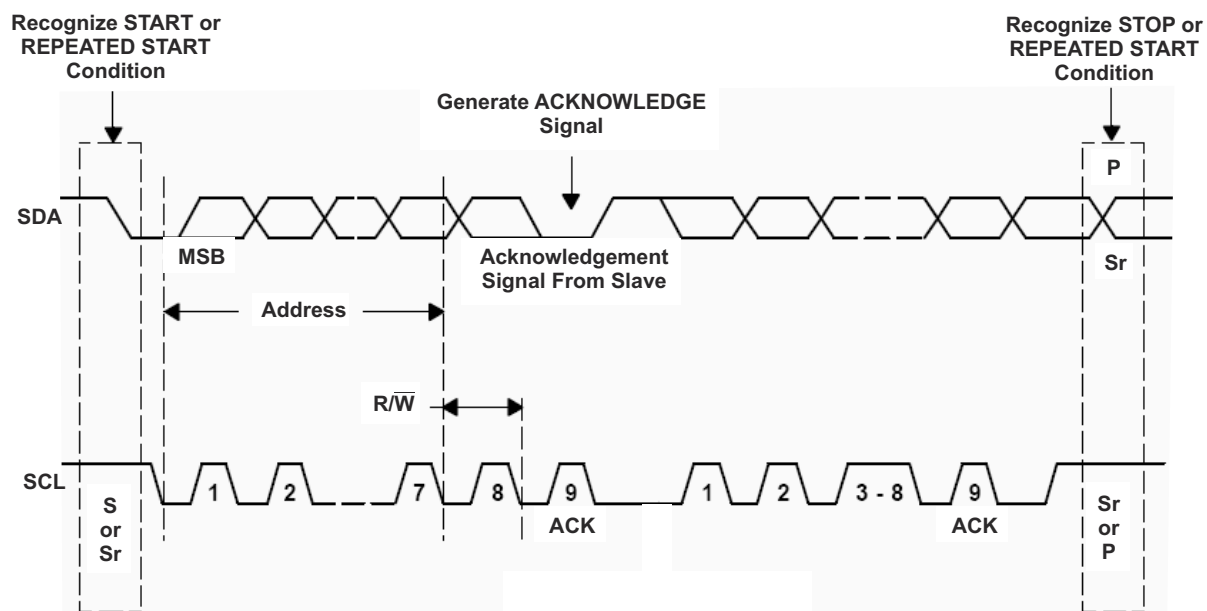 Recognize START or
REPEATED START
Condition
Recognize STOP or
REPEATED START
Condition
Generate ACKNOWLEDGE
Signal
P
SDA
MSB
Acknowledgement
Signal From Slave
Sr
Address
R/W̅
SCL
1
2
7
8
9
1
2
3 - 8
9
S
or
Sr
ACK
ACK
Sr
or
P